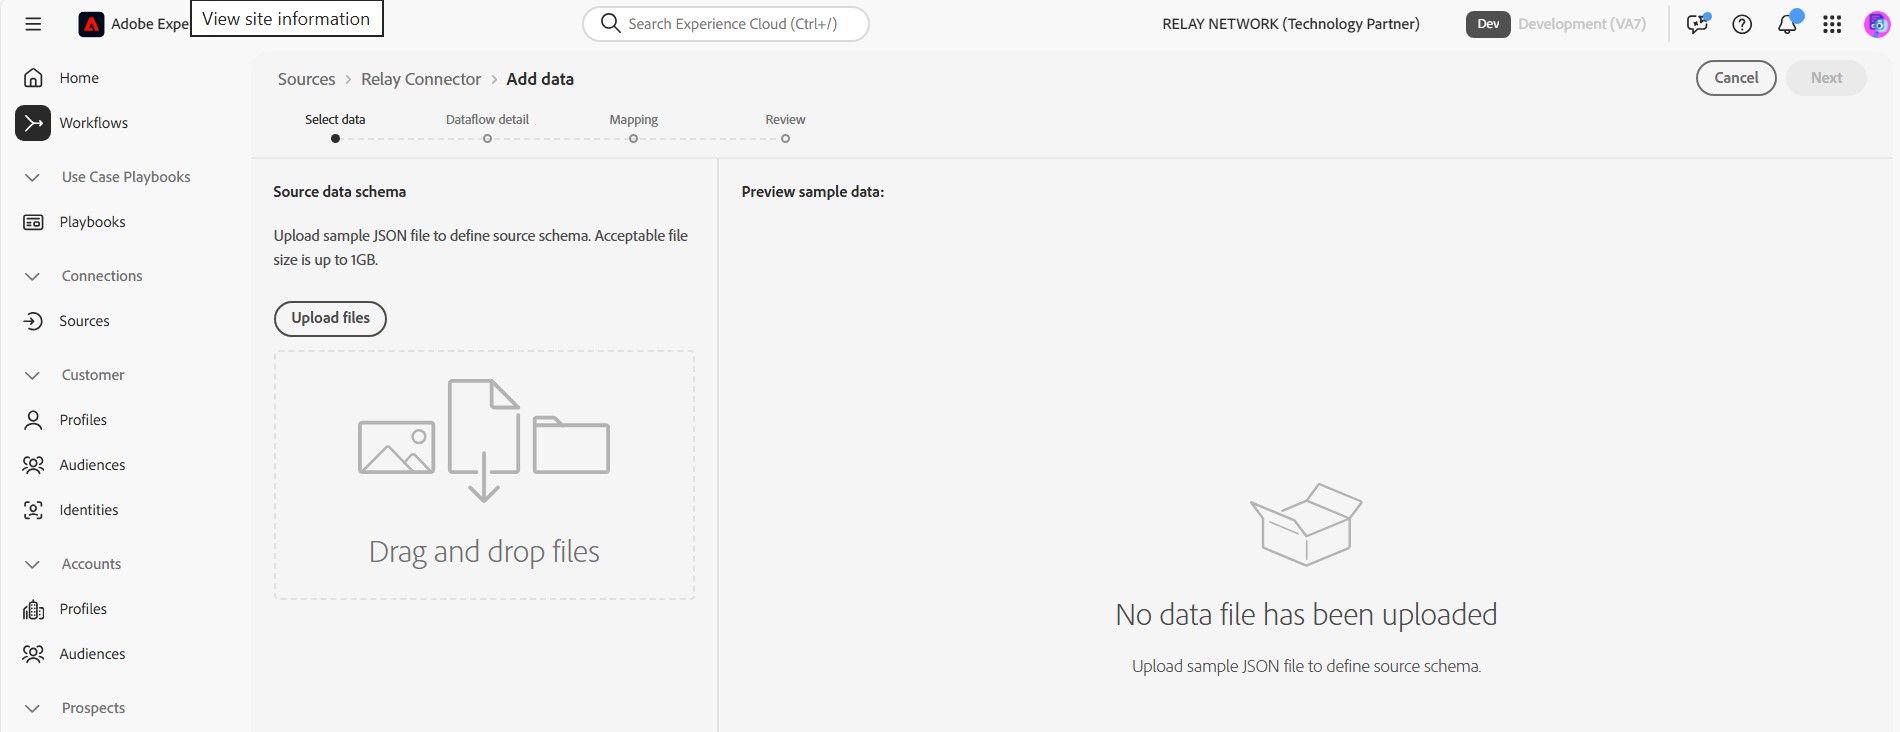 Adobe Expe
View site information
Search Experience Cloud (Ctrl+/)
RELAY NETWORK (Technology Partner)
Dev
Development (VA7)
Home
Workflows
Use Case Playbooks
Playbooks
Connections
Sources
Customer
Profiles
Audiences
Identities
Accounts
Profiles
Audiences
Prospects
Sources > Relay Connector > Add data
Cancel
Next
Select data
Dataflow detail
Mapping
Review
Source data schema
Upload sample JSON file to define source schema. Acceptable file
size is up to 1GB.
Upload files
Drag and drop files
Preview sample data:
No data file has been uploaded
Upload sample JSON file to define source schema.